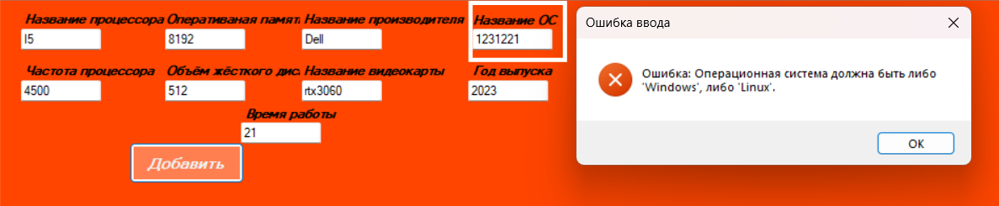 Название процессора Оперативаная памят Название производителя Название ОС
I5 8192 Dell 1231221
Частота процессора Объём жёсткого дис Название видеокарты Год выпуска
4500 512 rtx3060 2023
Время работы
21
Добавить
Ошибка ввода
Ошибка: Операционная система должна быть либо
'Windows', либо 'Linux'.
OK